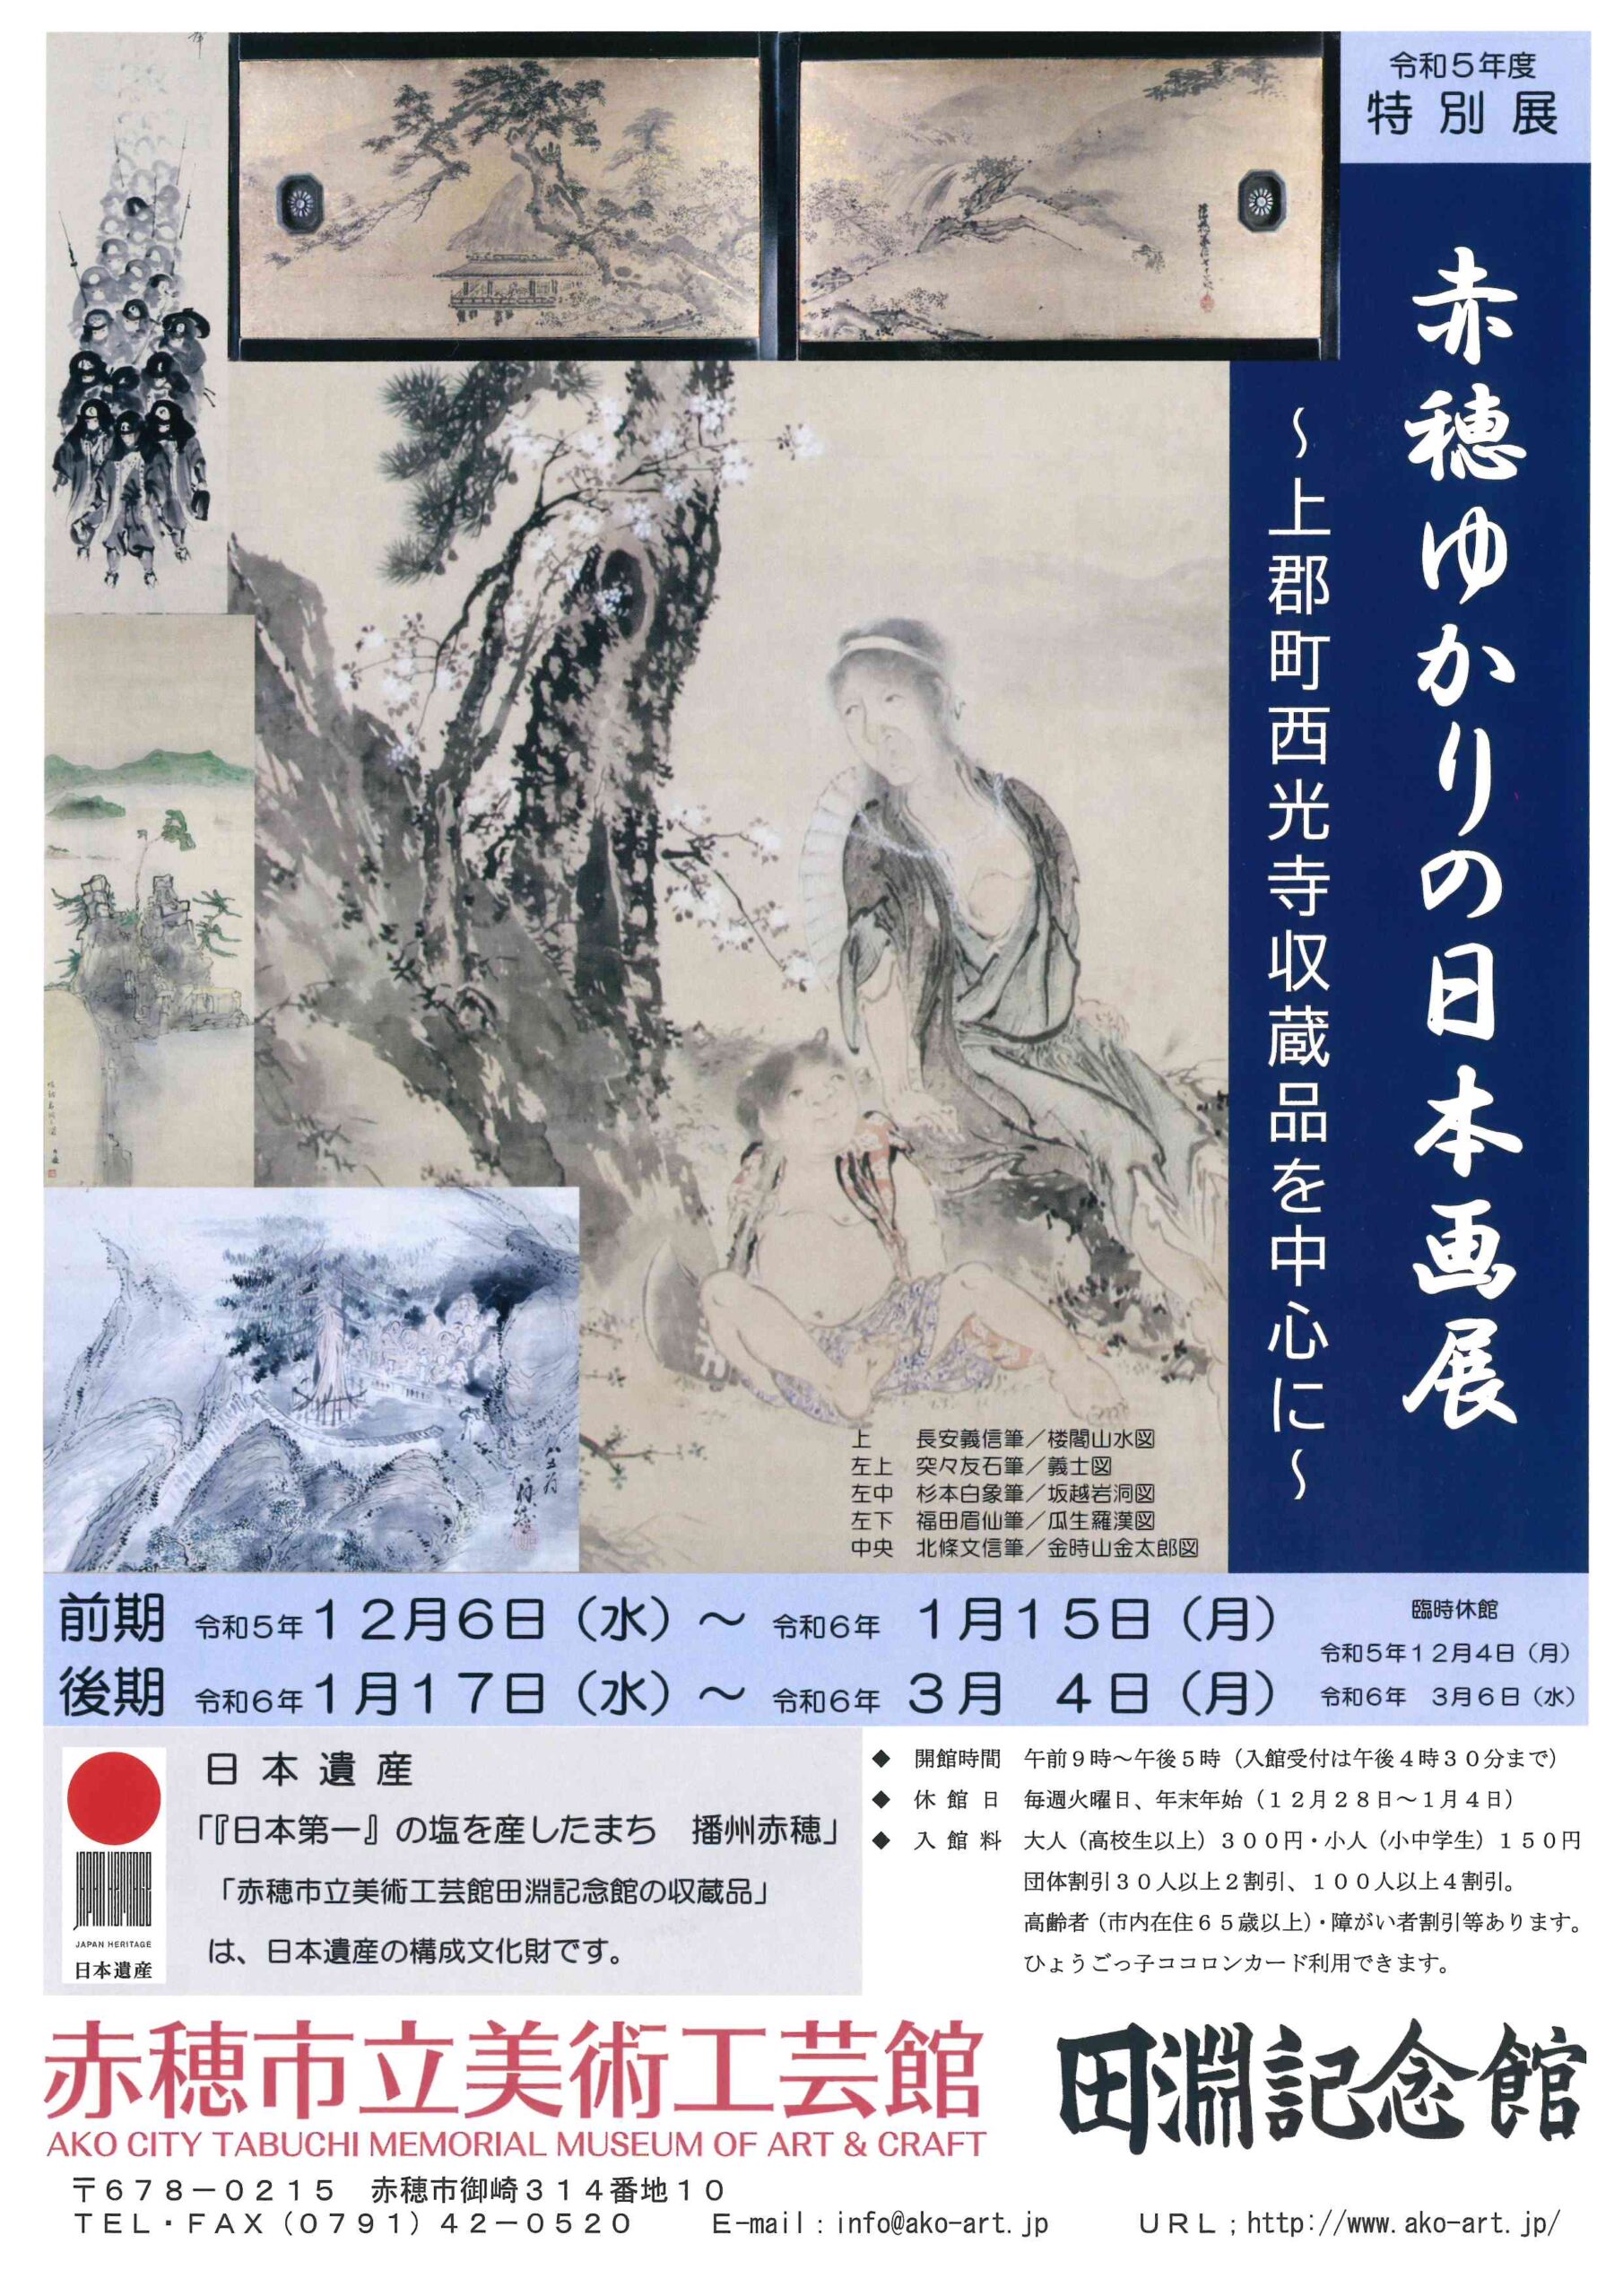 令和５年度
特別展
赤穂ゆかりの日本画展
～上郡町西光寺収蔵品を中心に～
上　長安義信筆／楼閣山水図
左上　突々友石筆／義士図
左中　杉本白象筆／坂越岩洞図
左下　福田眉仙筆／瓜生羅漢図
中央　北條文信筆／金時山金太郎図
前期　令和５年１２月６日（水）～　令和６年　１月１５日（月）
後期　令和６年１月１７日（水）～　令和６年　３月　４日（月）
臨時休館
令和５年１２月４日（月）
令和６年　３月６日（水）
JAPAN HERITAGE
日本遺産
日本遺産
「『日本第一』の塩を産したまち　播州赤穂」
「赤穂市立美術工芸館田淵記念館の収蔵品」
は、日本遺産の構成文化財です。
◆　開館時間　午前９時～午後５時（入館受付は午後４時３０分まで）
◆　休館日　毎週火曜日、年末年始（１２月２８日～１月４日）
◆　入館料　大人（高校生以上）３００円・小人（小中学生）１５０円
団体割引３０人以上２割引、１００人以上４割引。
高齢者（市内在住６５歳以上）・障がい者割引等あります。
ひょうごっ子ココロンカード利用できます。
赤穂市立美術工芸館　田淵記念館
AKO CITY TABUCHI MEMORIAL MUSEUM OF ART & CRAFT
〒６７８－０２１５　赤穂市御崎３１４番地１０
ＴＥＬ・ＦＡＸ（０７９１）４２－０５２０　E-mail：info@ako-art.jp　ＵＲＬ；http://www.ako-art.jp/